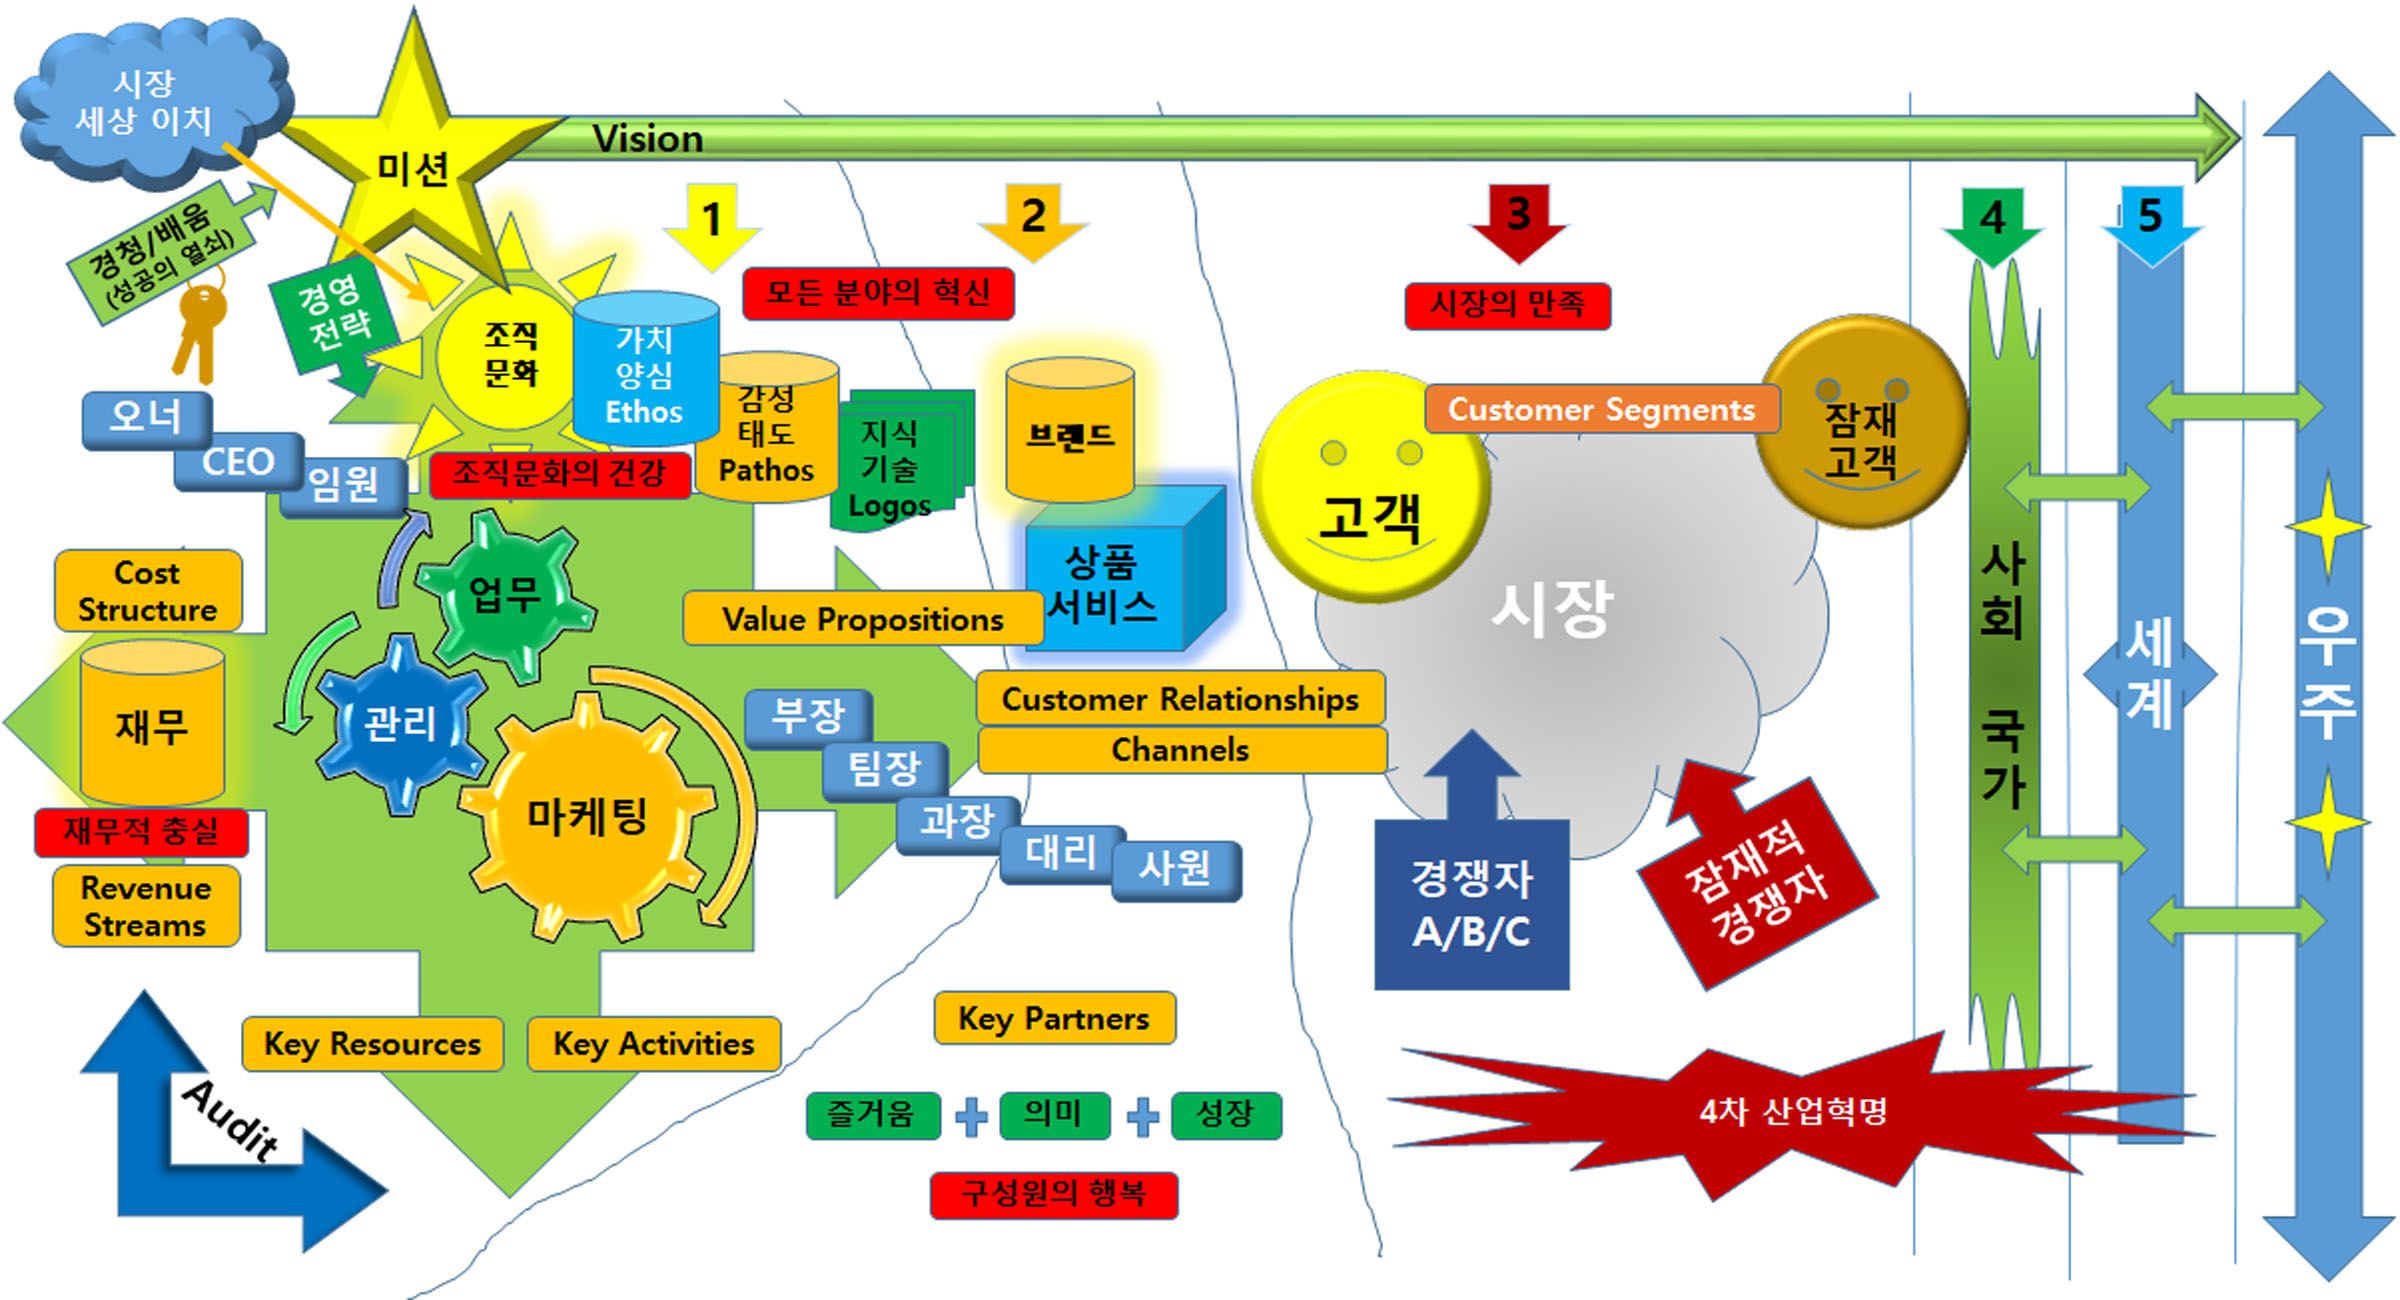 시장
세상 이치
미션
Vision
경청/배움
(성공의 열쇠)
경영
전략
1
2
3
4
5
모든 분야의 혁신
시장의 만족
조직
문화
가치
양심
Ethos
감성
태도
Pathos
지식
기술
Logos
브랜드
Customer Segments
고객
잠재
고객
오너
CEO
임원
조직문화의 건강
Cost
Structure
업무
Value Propositions
상품
서비스
시장
사회 국가
세계
우주
재무
관리
마케팅
부장
팀장
과장
대리
사원
Customer Relationships
Channels
재무적 충실
Revenue
Streams
경쟁자
A/B/C
잠재적
경쟁자
Key Resources
Key Activities
Key Partners
Audit
즐거움
의미
성장
4차 산업혁명
구성원의 행복